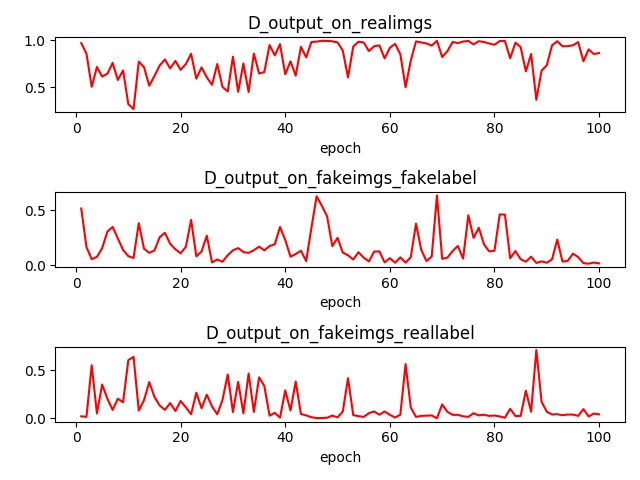 D_output_on_realimgs
1.0
0.5
0 20 40 60 80 100
epoch
D_output_on_fakeimgs_fakelabel
0.5
0.0
0 20 40 60 80 100
epoch
D_output_on_fakeimgs_reallabel
0.5
0.0
0 20 40 60 80 100
epoch